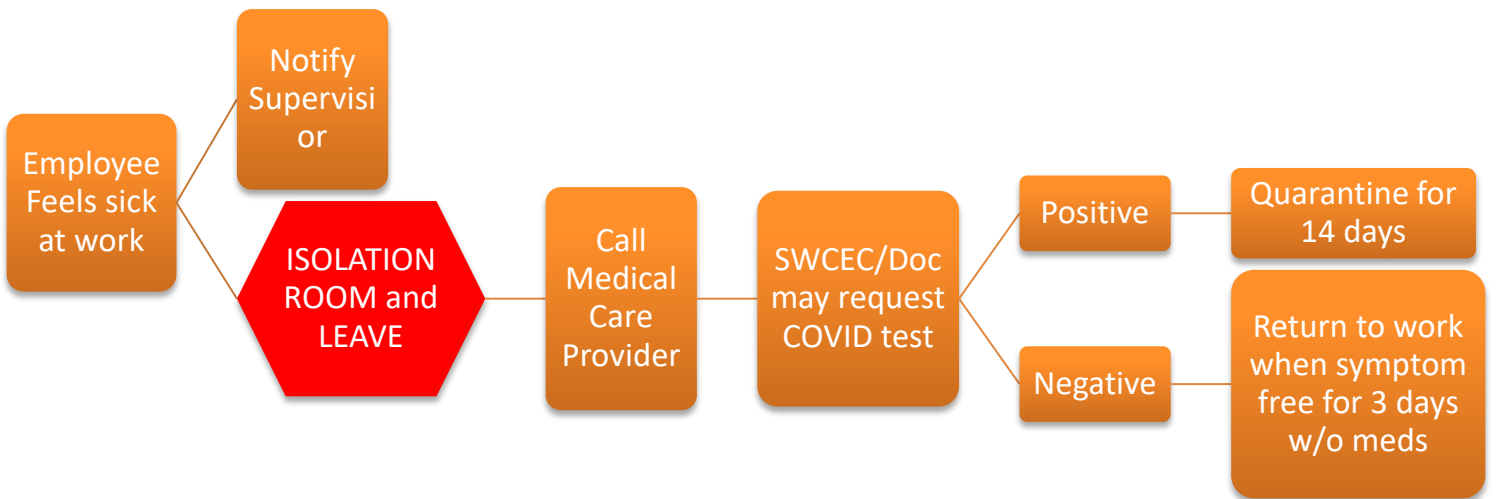 Employee
Feels sick
at work
Notify
Supervisi
or
ISOLATION
ROOM and
LEAVE
Call
Medical
Care
Provider
SWCEC/Doc
may request
COVID test
Positive
Quarantine for
14 days
Negative
Return to work
when symptom
free for 3 days
w/o meds